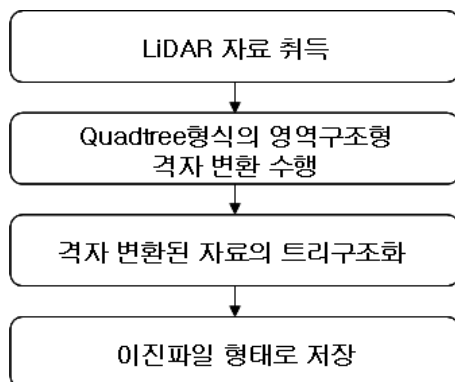 LiDAR 자료 취득
Quadtree형식의 영역구조형
격자 변환 수행
격자 변환된 자료의 트리구조화
이진파일 형태로 저장